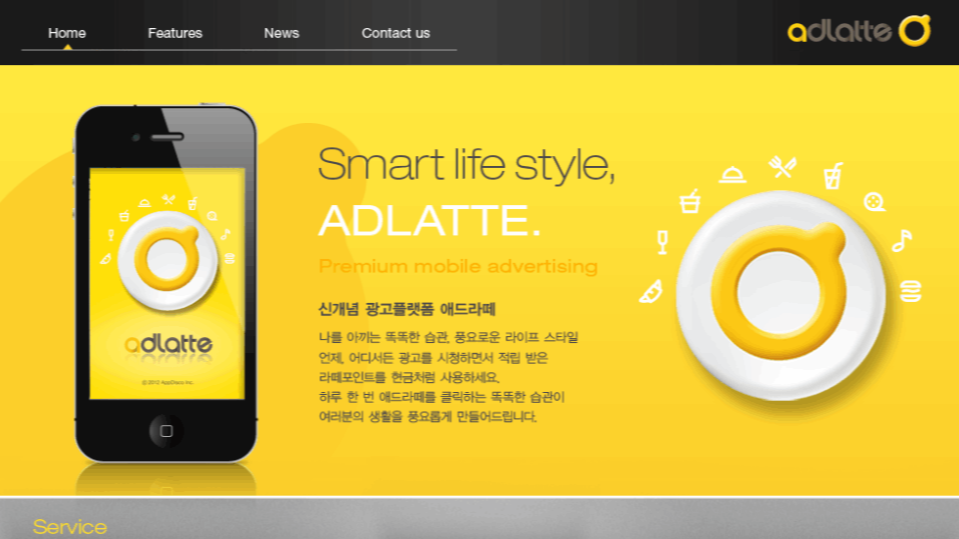 Home Features News Contact us
adlatte
Smart life style,
ADLATTE.
Premium mobile advertising
신개념 광고플랫폼 애드라떼
나를 아끼는 똑똑한 습관, 풍요로운 라이프 스타일
언제, 어디서든 광고를 시청하면서 적립 받은
라떼포인트를 현금처럼 사용하세요.
하루 한 번 애드라떼를 클릭하는 똑똑한 습관이
여러분의 생활을 풍요롭게 만들어드립니다.
adlatte
Service